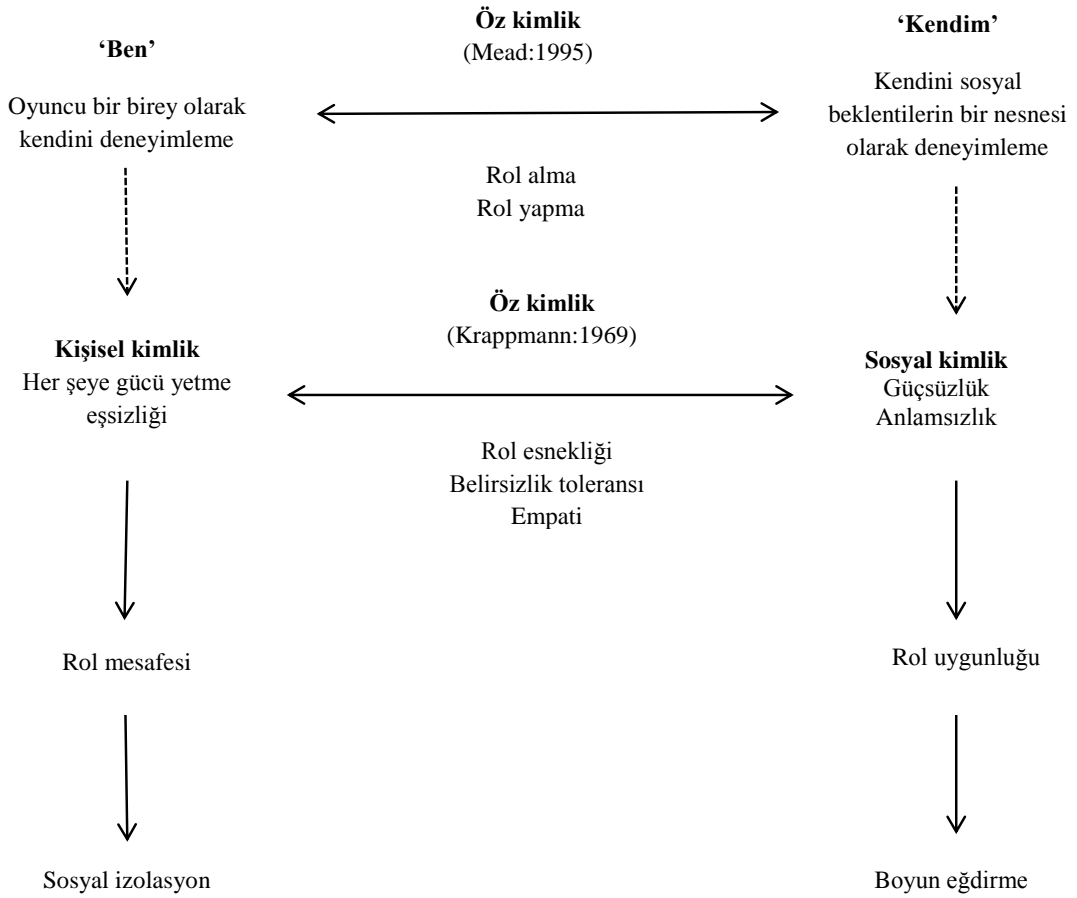 ‘Ben’
Öz kimlik
(Mead:1995)
‘Kendim’
Oyuncu bir birey olarak
kendini deneyimleme
Kendini sosyal
beklentilerin bir nesnesi
olarak deneyimleme
Rol alma
Rol yapma
Öz kimlik
(Krappmann:1969)
Kişisel kimlik
Her şeye gücü yetme
eşsizliği
Sosyal kimlik
Güçsüzlük
Anlamsızlık
Rol esnekliği
Belirsizlik toleransı
Empati
Rol mesafesi
Rol uygunluğu
Sosyal izolasyon
Boyun eğdirme